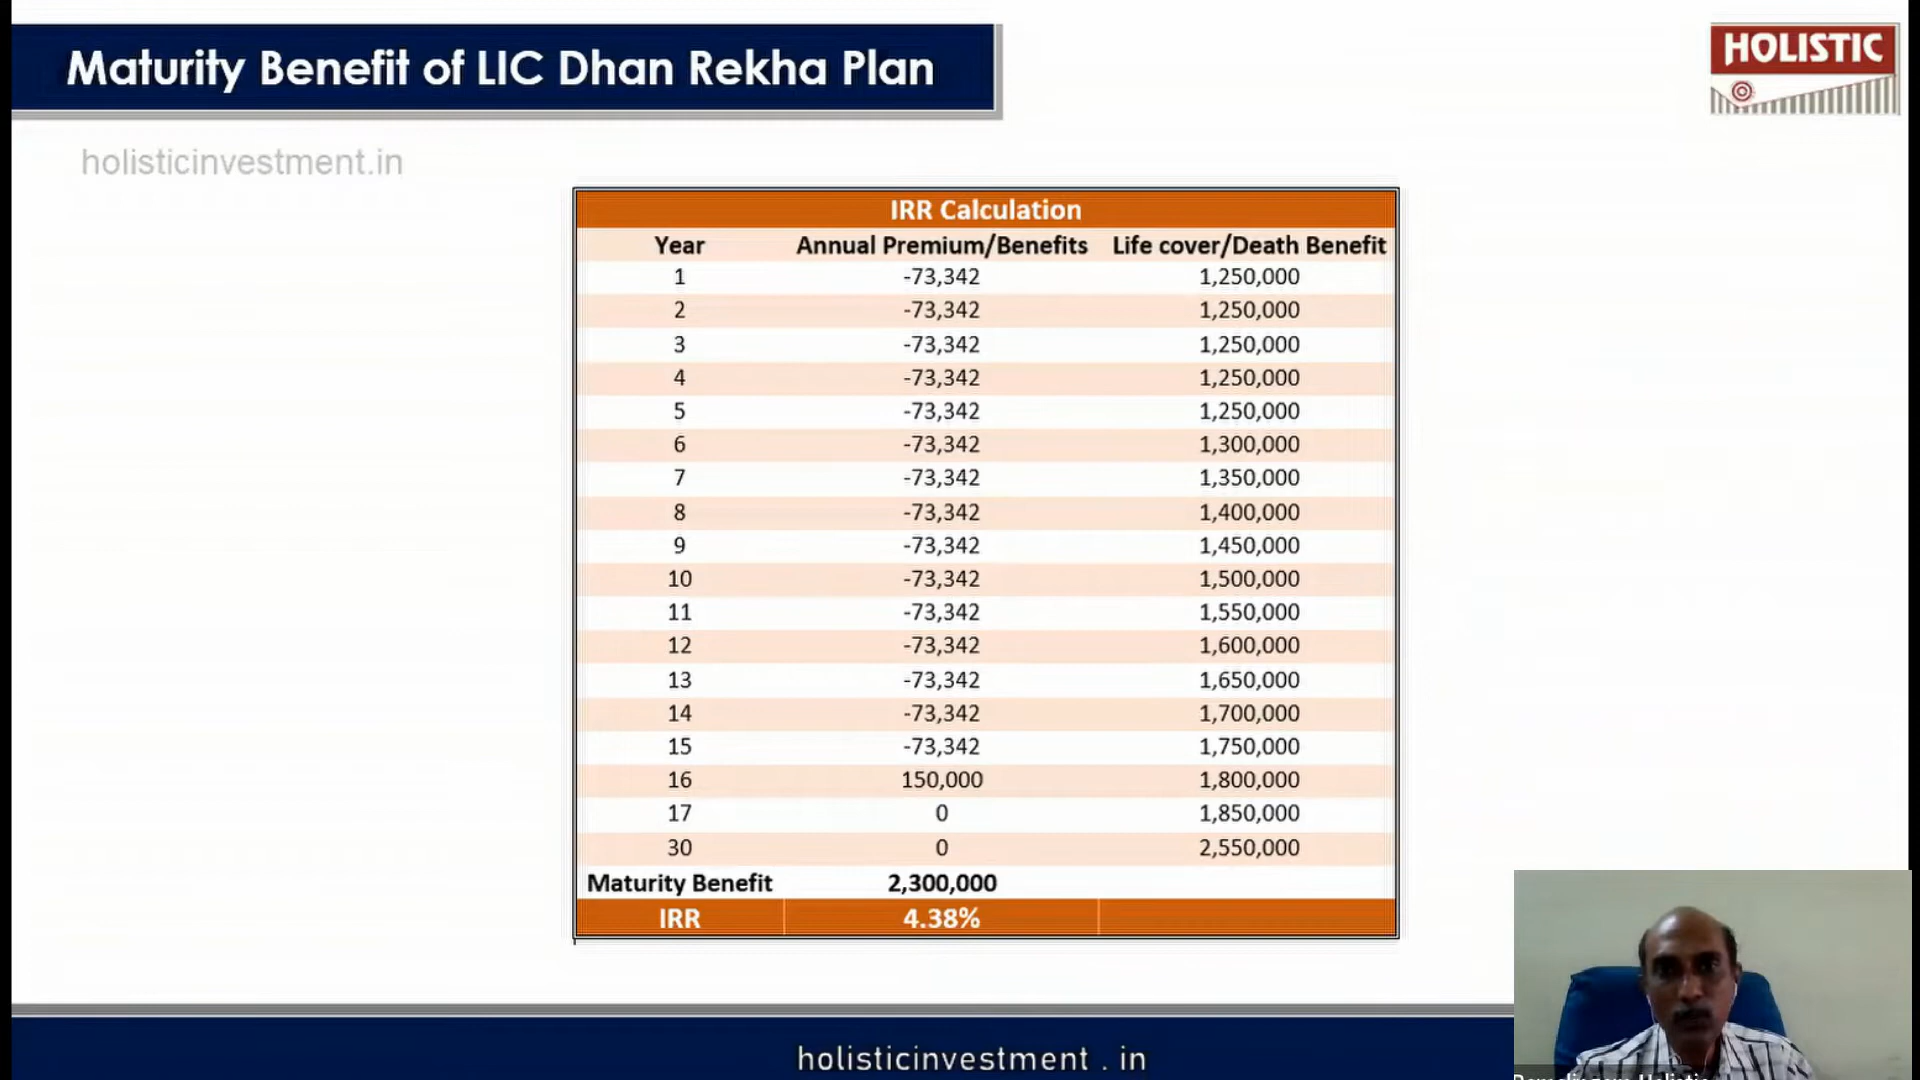 Maturity Benefit of LIC Dhan Rekha Plan
HOLISTIC
holisticinvestment.in
IRR Calculation
Year Annual Premium/Benefits Life cover/Death Benefit
1 -73,342 1,250,000
2 -73,342 1,250,000
3 -73,342 1,250,000
4 -73,342 1,250,000
5 -73,342 1,250,000
6 -73,342 1,300,000
7 -73,342 1,350,000
8 -73,342 1,400,000
9 -73,342 1,450,000
10 -73,342 1,500,000
11 -73,342 1,550,000
12 -73,342 1,600,000
13 -73,342 1,650,000
14 -73,342 1,700,000
15 -73,342 1,750,000
16 150,000 1,800,000
17 0 1,850,000
30 0 2,550,000
Maturity Benefit 2,300,000
IRR 4.38%
holisticinvestment . in